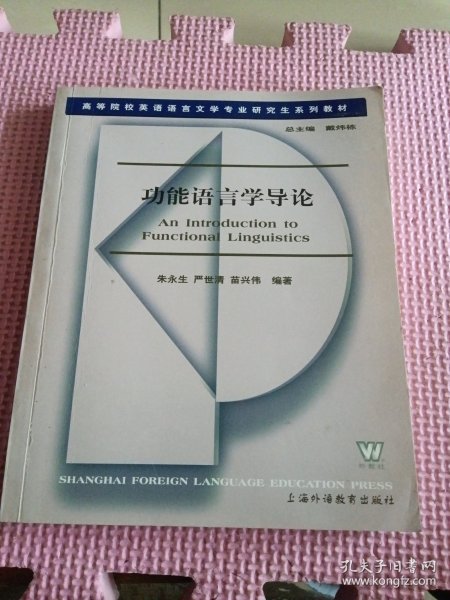 高等院校英语语言文学专业研究生系列教材
总主编 戴炜栋
功能语言学导论
An Introduction to
Functional Linguistics
朱永生 严世清 苗兴伟 编著
W
外教社
SHANGHAI FOREIGN LANGUAGE EDUCATION PRESS
上海外语教育出版社
孔夫子旧书网
www.kongfz.com